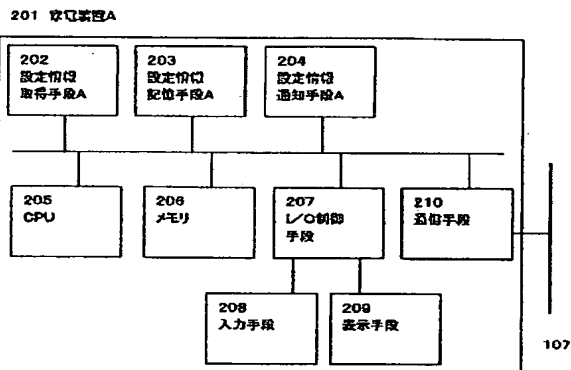 201 家電装置A
202
設定情報
取得手段A
203
設定情報
記憶手段A
204
設定情報
通知手段A
205
CPU
206
メモリ
207
I/O制御
手段
210
通信手段
208
入力手段
209
表示手段
107